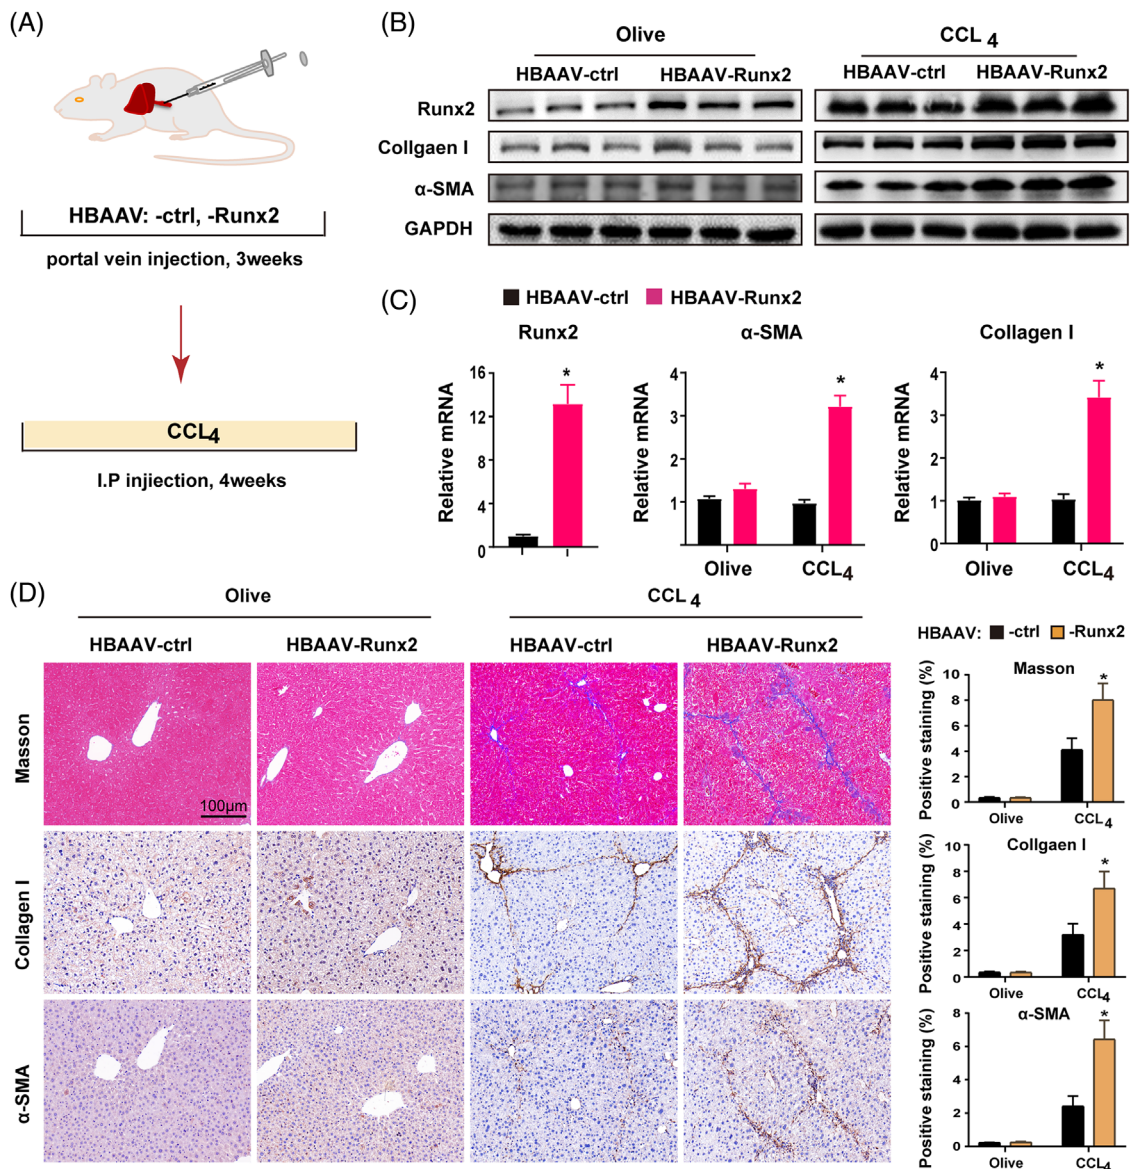 (A)
HBAAV: -ctrl, -Runx2
portal vein injection, 3weeks
CCL4
I.P injiection, 4weeks
(B)
Olive
CCL 4
HBAAV-ctrl HBAAV-Runx2
HBAAV-ctrl HBAAV-Runx2
Runx2
Collgaen I
α-SMA
GAPDH
(C)
HBAAV-ctrl HBAAV-Runx2
Runx2
Relative mRNA
16
12
8
4
0
α-SMA
Relative mRNA
4
3
2
1
Olive CCL4
*
*
Collagen I
Relative mRNA
4
3
2
1
0
Olive CCL4
*
(D)
Olive
CCL 4
HBAAV-ctrl HBAAV-Runx2 HBAAV-ctrl HBAAV-Runx2
Masson
100μm
Collagen I
α-SMA
HBAAV: -ctrl -Runx2
Masson
Positive staining (%)
10
8
6
4
2
0
*
Olive CCL4
Collgaen I
Positive staining (%)
10
8
6
4
2
0
*
Olive CCL4
α-SMA
Positive staining (%)
8
6
4
2
0
*
Olive CCL4